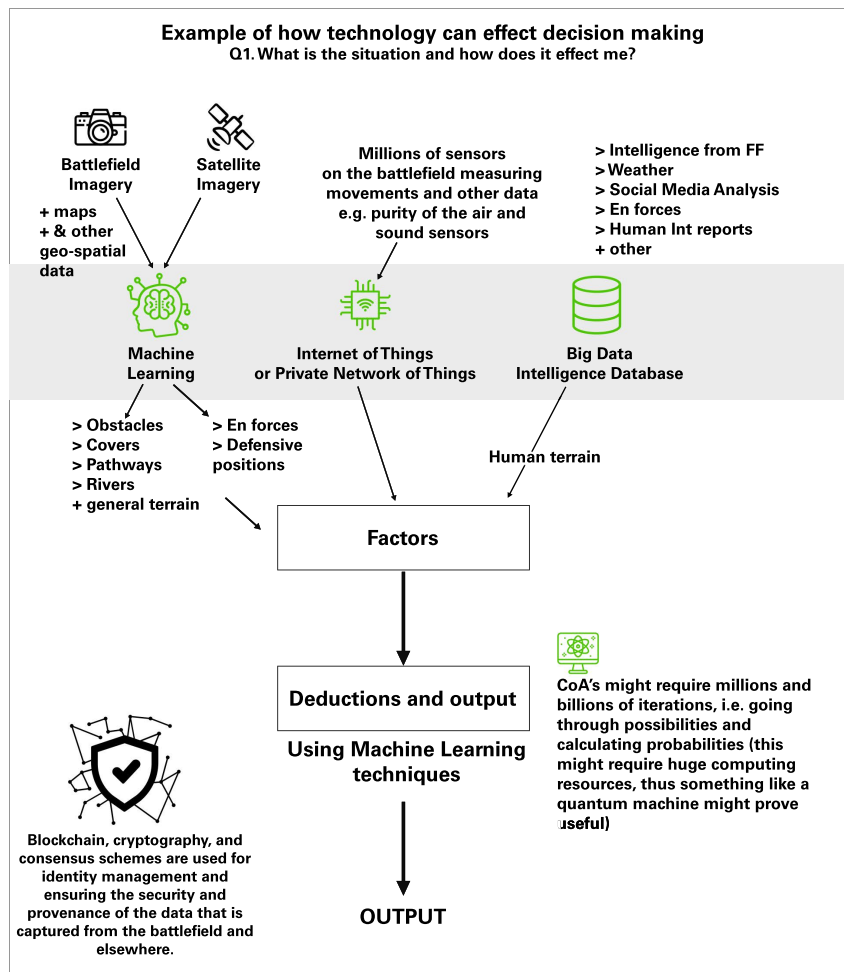 Example of how technology can effect decision making
Q1. What is the situation and how does it effect me?
Battlefield
Imagery
Satellite
Imagery
+ maps
+ & other
geo-spatial
data
Millions of sensors
on the battlefield measuring
movements and other data
e.g. purity of the air and
sound sensors
> Intelligence from FF
> Weather
> Social Media Analysis
> En forces
> Human Int reports
+ other
Machine
Learning
Internet of Things
or Private Network of Things
Big Data
Intelligence Database
> Obstacles
> Covers
> Pathways
> Rivers
+ general terrain
> En forces
> Defensive
positions
Human terrain
Factors
Deductions and output
Using Machine Learning
techniques
CoA's might require millions and
billions of iterations, i.e. going
through possibilities and
calculating probabilities (this
might require huge computing
resources, thus something like a
quantum machine might prove
useful)
Blockchain, cryptography, and
consensus schemes are used for
identity management and
ensuring the security and
provenance of the data that is
captured from the battlefield and
elsewhere.
OUTPUT